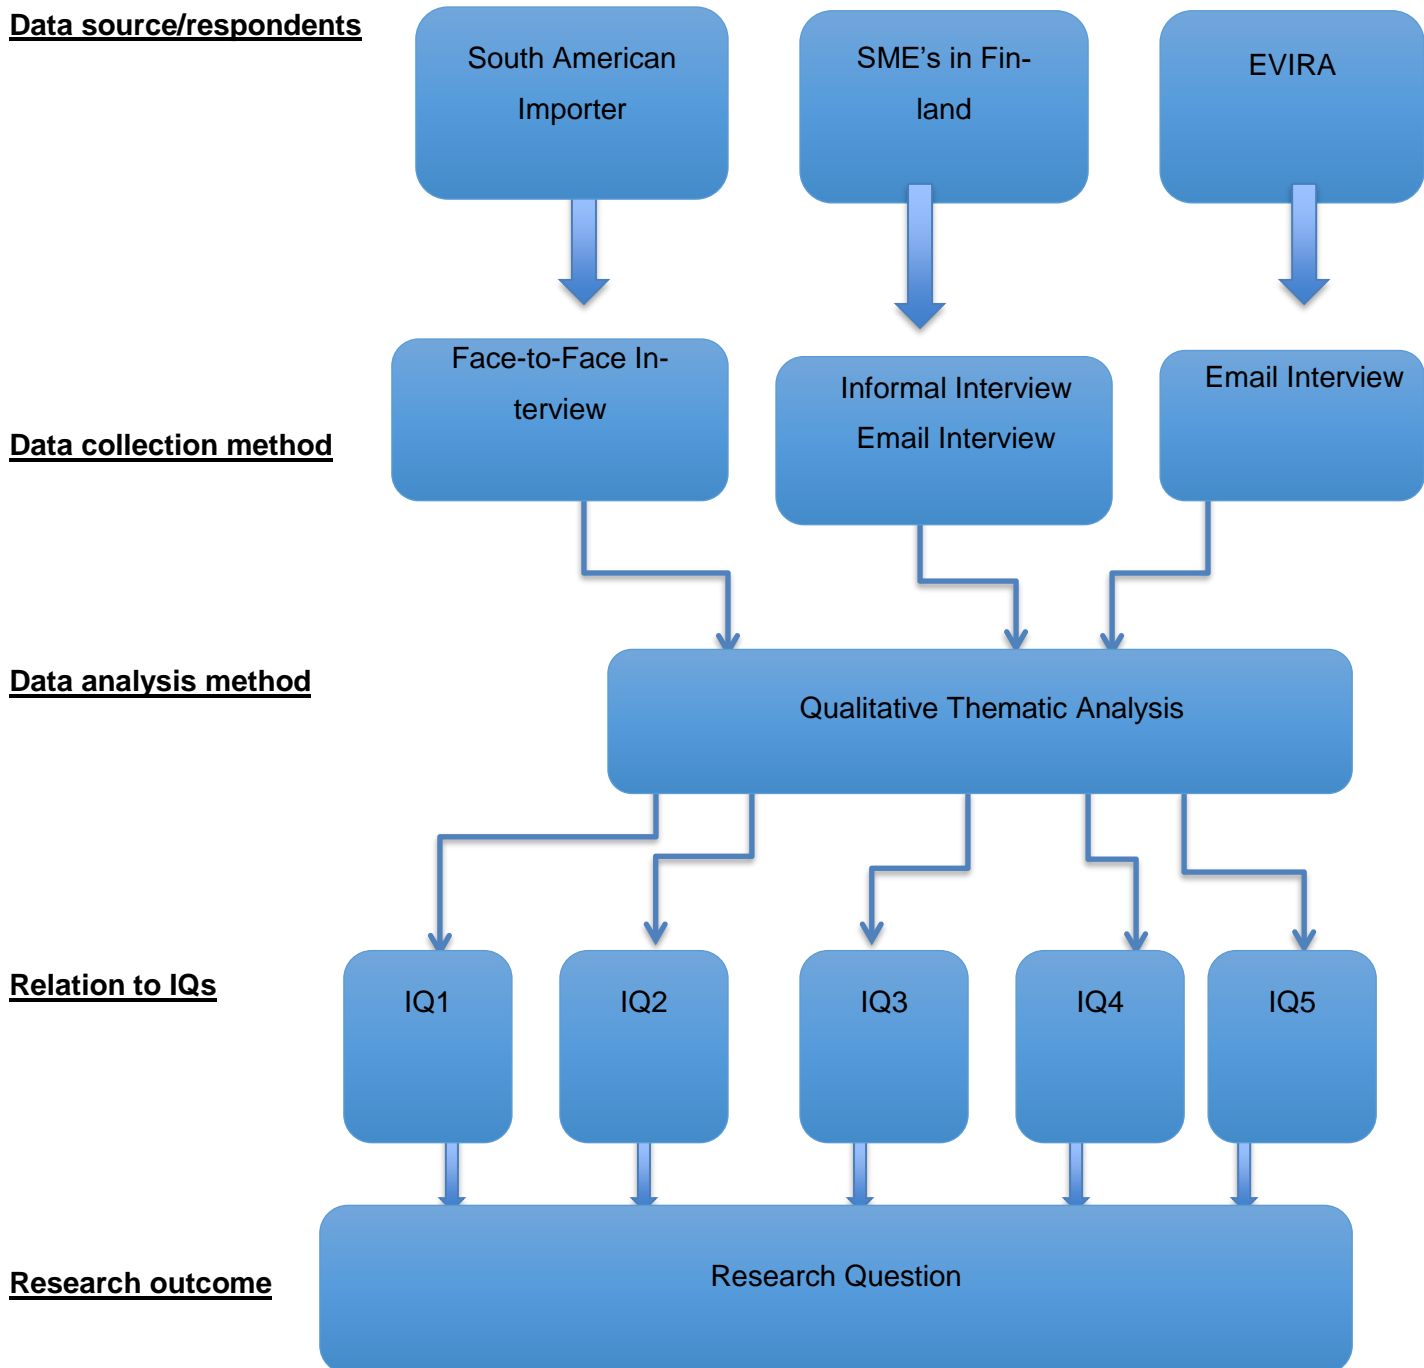 Data source/respondents
South American
Importer
SME's in Fin-
land
EVIRA
Face-to-Face In-
terview
Informal Interview
Email Interview
Email Interview
Data collection method
Data analysis method
Qualitative Thematic Analysis
Relation to IQs
IQ1
IQ2
IQ3
IQ4
IQ5
Research outcome
Research Question